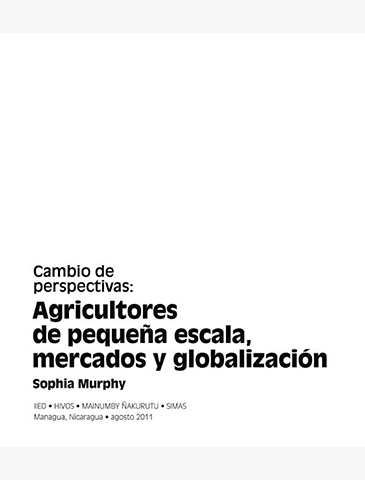 Cambio de
perspectivas:
Agricultores
de pequeña escala,
mercados y globalización
Sophia Murphy
IIED • HIVOS • MAINUMBY ÑAKURUTU • SIMAS
Managua, Nicaragua • agosto 2011